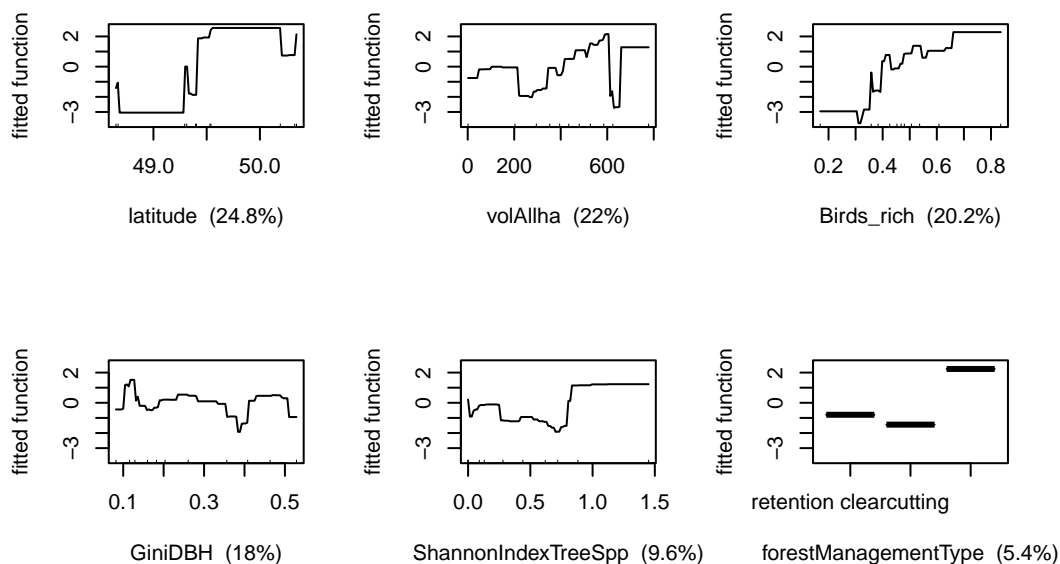 fitted function
2
0
-3
49.0 50.0
latitude (24.8%)
fitted function
2
0
-3
0 200 600
volAllha (22%)
fitted function
2
0
-3
0.2 0.4 0.6 0.8
Birds_rich (20.2%)
fitted function
2
0
-3
0.1 0.3 0.5
GiniDBH (18%)
fitted function
2
0
-3
0.0 0.5 1.0 1.5
ShannonIndexTreeSpp (9.6%)
fitted function
2
0
-3
retention clearcutting
forestManagementType (5.4%)